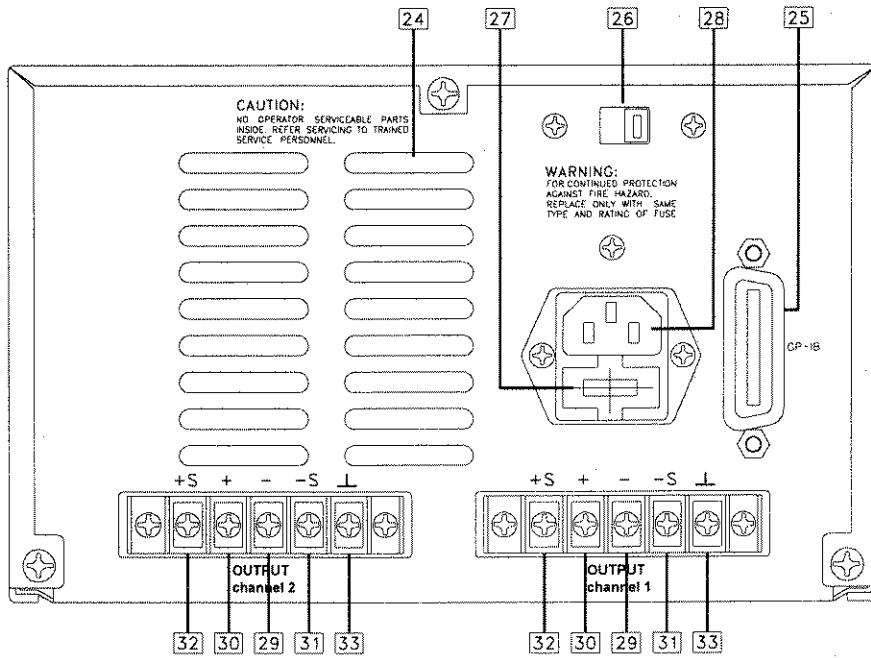 24 27 26 28 25
CAUTION:
NO OPERATOR SERVICEABLE PARTS
INSIDE. REFER SERVICING TO TRAINED
SERVICE PERSONNEL.
WARNING:
FOR CONTINUED PROTECTION
AGAINST FIRE HAZARD.
REPLACE ONLY WITH SAME
TYPE AND RATING OF FUSE
GP-IB
+S + - -S ⊥
+S + - -S ⊥
OUTPUT
channel 2
OUTPUT
channel 1
32 30 29 31 33
32 30 29 31 33